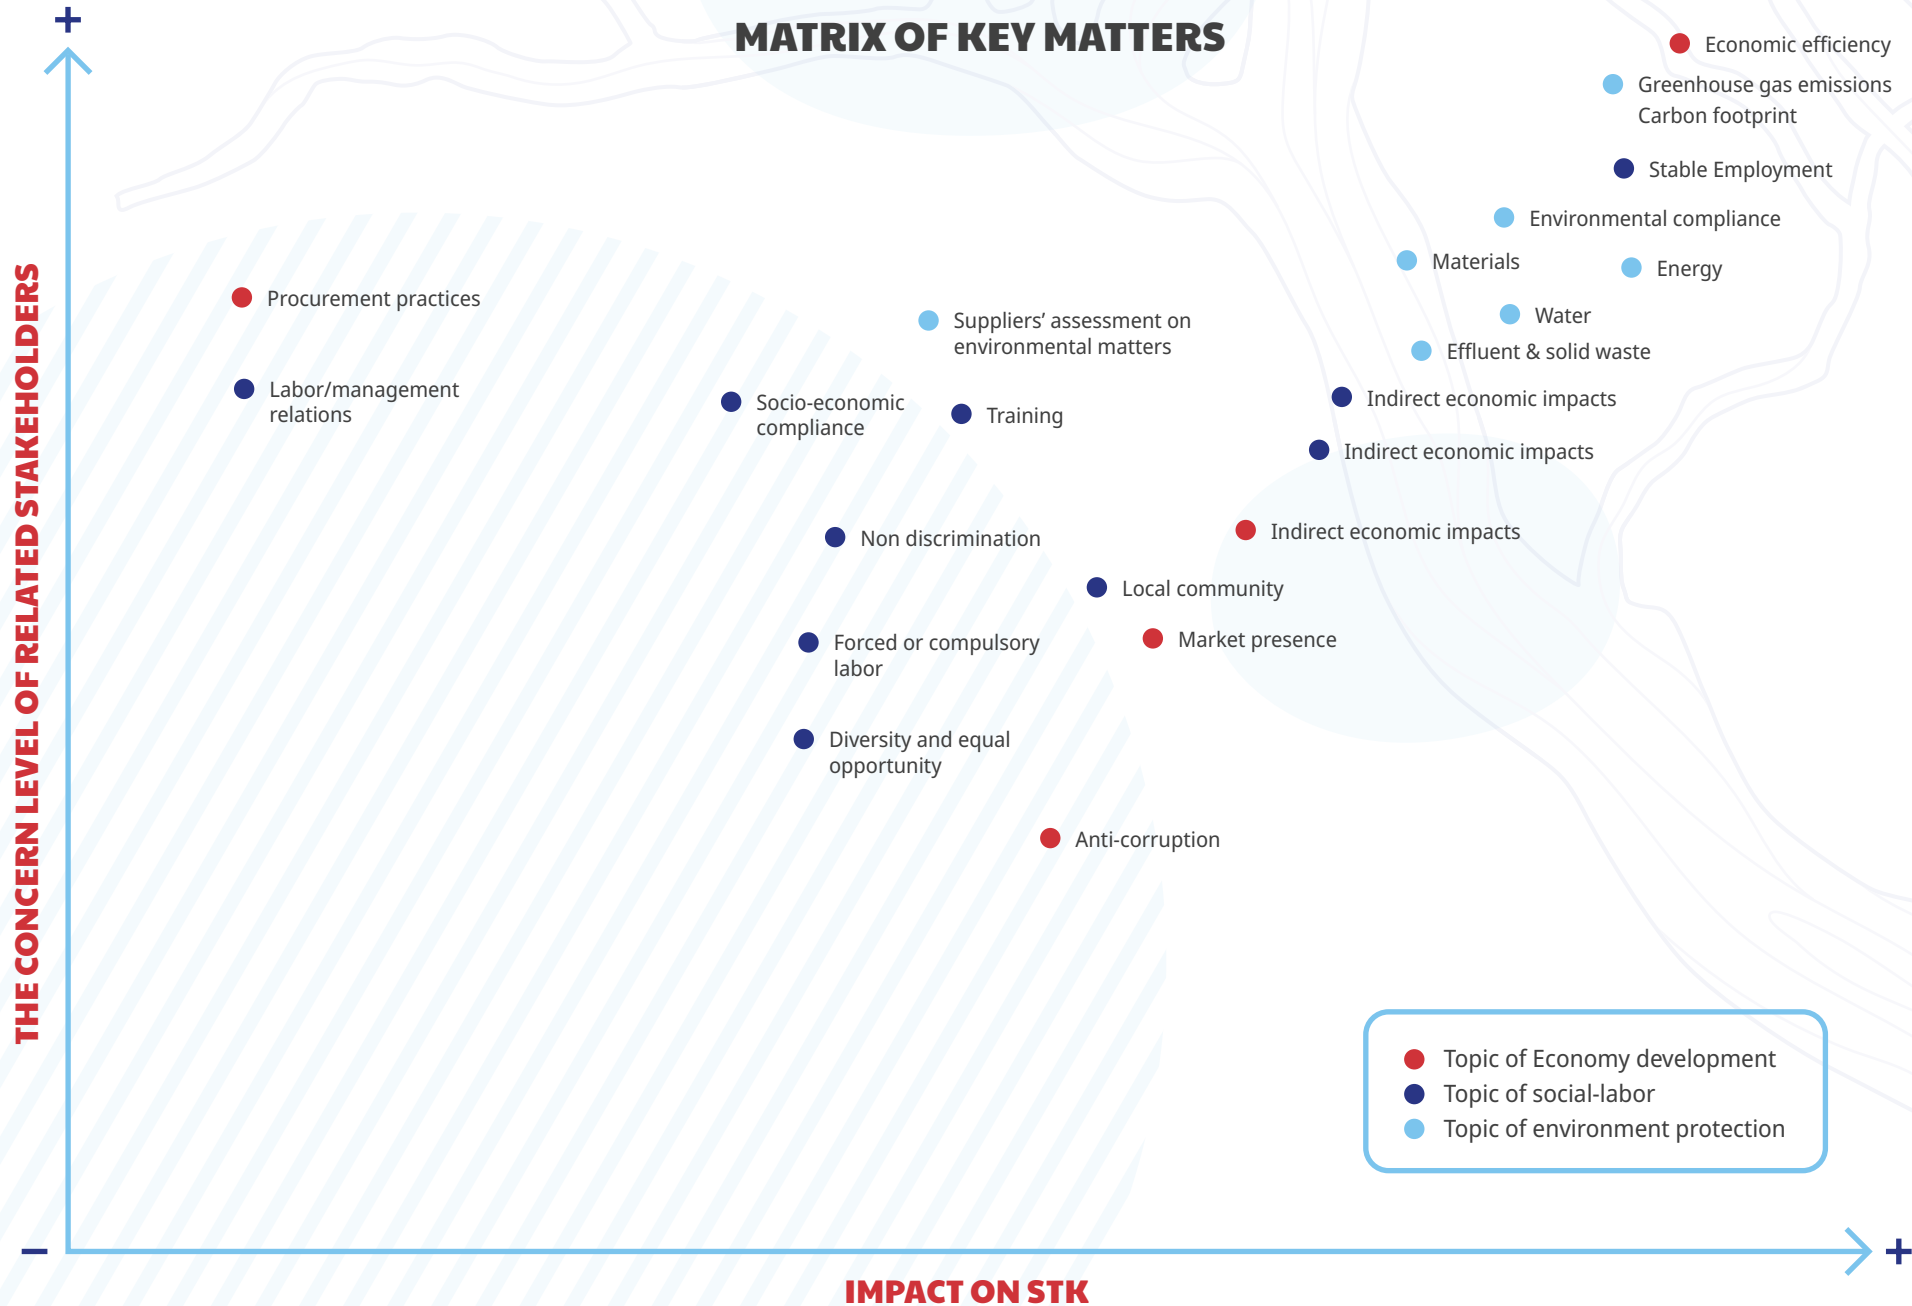 +
MATRIX OF KEY MATTERS
Economic efficiency
Greenhouse gas emissions
Carbon footprint
Stable Employment
Environmental compliance
Materials
Energy
Procurement practices
Water
Suppliers’ assessment on
environmental matters
Effluent & solid waste
Labor/management
relations
Socio-economic
compliance
Training
Indirect economic impacts
Indirect economic impacts
Non discrimination
Indirect economic impacts
Local community
Forced or compulsory
labor
Market presence
Diversity and equal
opportunity
Anti-corruption
THE CONCERN LEVEL OF RELATED STAKEHOLDERS
Topic of Economy development
Topic of social-labor
Topic of environment protection
–
+
IMPACT ON STK